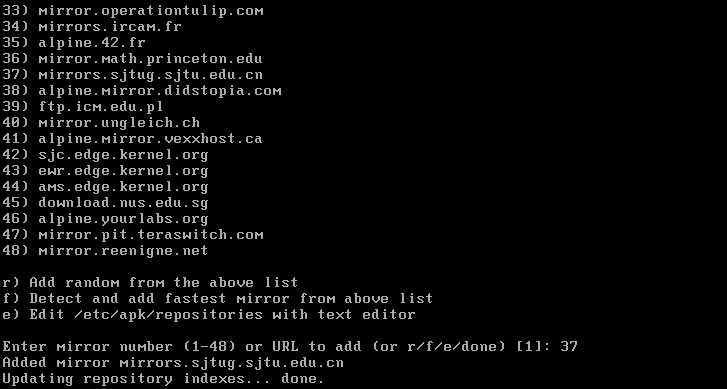 33) mirror.operationtulip.com
34) mirrors.ircam.fr
35) alpine.42.fr
36) mirror.math.princeton.edu
37) mirrors.sjtug.sjtu.edu.cn
38) alpine.mirror.didstopia.com
39) ftp.icm.edu.pl
40) mirror.ungleich.ch
41) alpine.mirror.vexxhost.ca
42) sjc.edge.kernel.org
43) ewr.edge.kernel.org
44) ams.edge.kernel.org
45) download.nus.edu.sg
46) alpine.yourlabs.org
47) mirror.pit.teraswitch.com
48) mirror.reenigne.net
r) Add random from the above list
f) Detect and add fastest mirror from above list
e) Edit /etc/apk/repositories with text editor
Enter mirror number (1-48) or URL to add (or r/f/e/done) [1]: 37
Added mirror mirrors.sjtug.sjtu.edu.cn
Updating repository indexes... done.